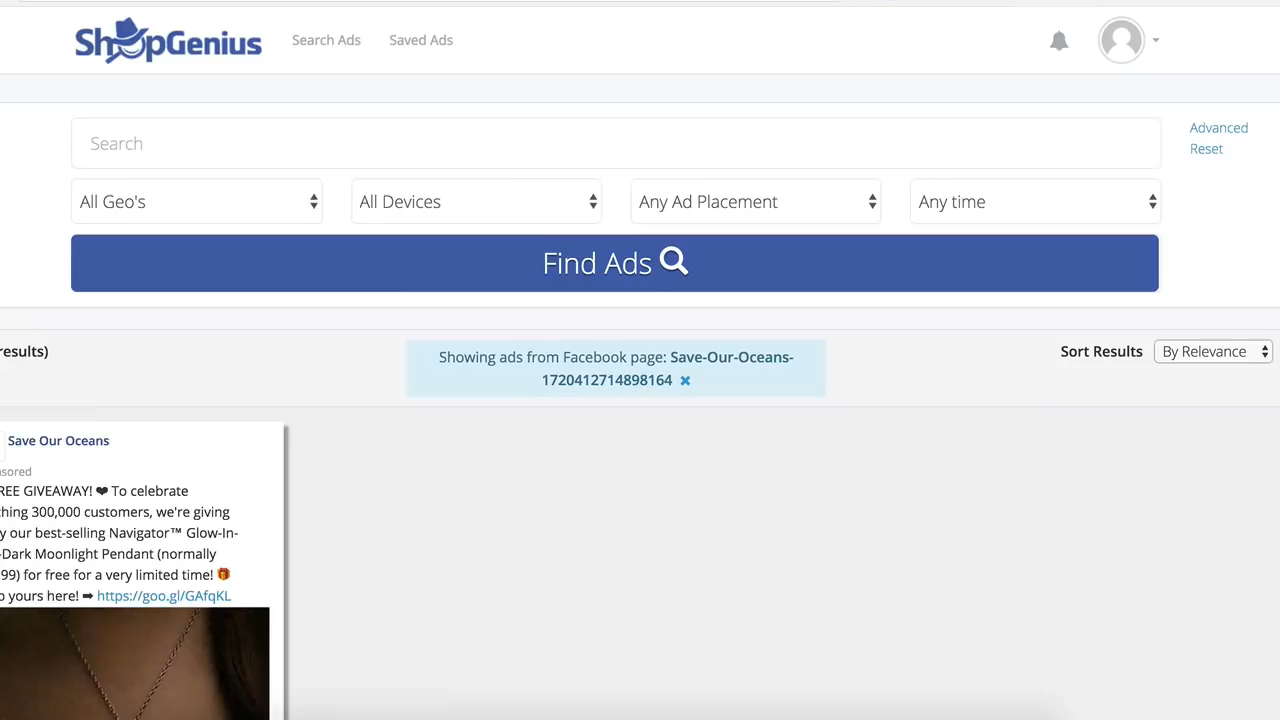 ShopGenius
Search Ads
Saved Ads
Search
Advanced
Reset
All Geo's
All Devices
Any Ad Placement
Any time
Find Ads
results)
Showing ads from Facebook page: Save-Our-Oceans-
1720412714898164 ×
Sort Results
By Relevance
Save Our Oceans
nsored
REE GIVEAWAY! ❤ To celebrate
ching 300,000 customers, we're giving
y our best-selling Navigator™ Glow-In-
-Dark Moonlight Pendant (normally
99) for free for a very limited time! 🎁
b yours here! ➡ https://goo.gl/GAfqKL